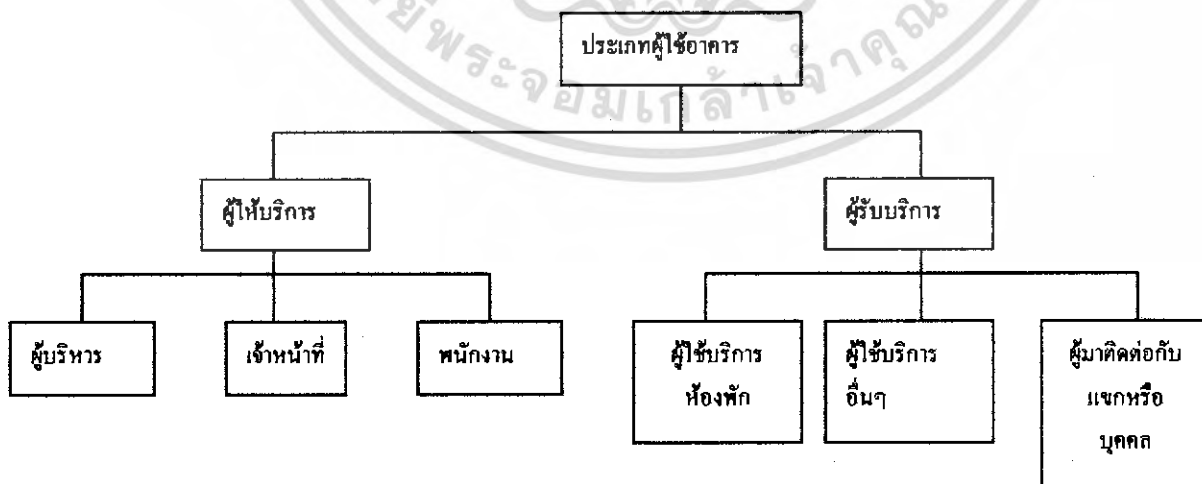 ประเภทผู้ใช้อาคาร
ผู้ให้บริการ
ผู้รับบริการ
ผู้บริหาร
เจ้าหน้าที่
พนักงาน
ผู้ใช้บริการ
ห้องพัก
ผู้ใช้บริการ
อื่นๆ
ผู้มาติดต่อกับ
แขกหรือ
บุคคล